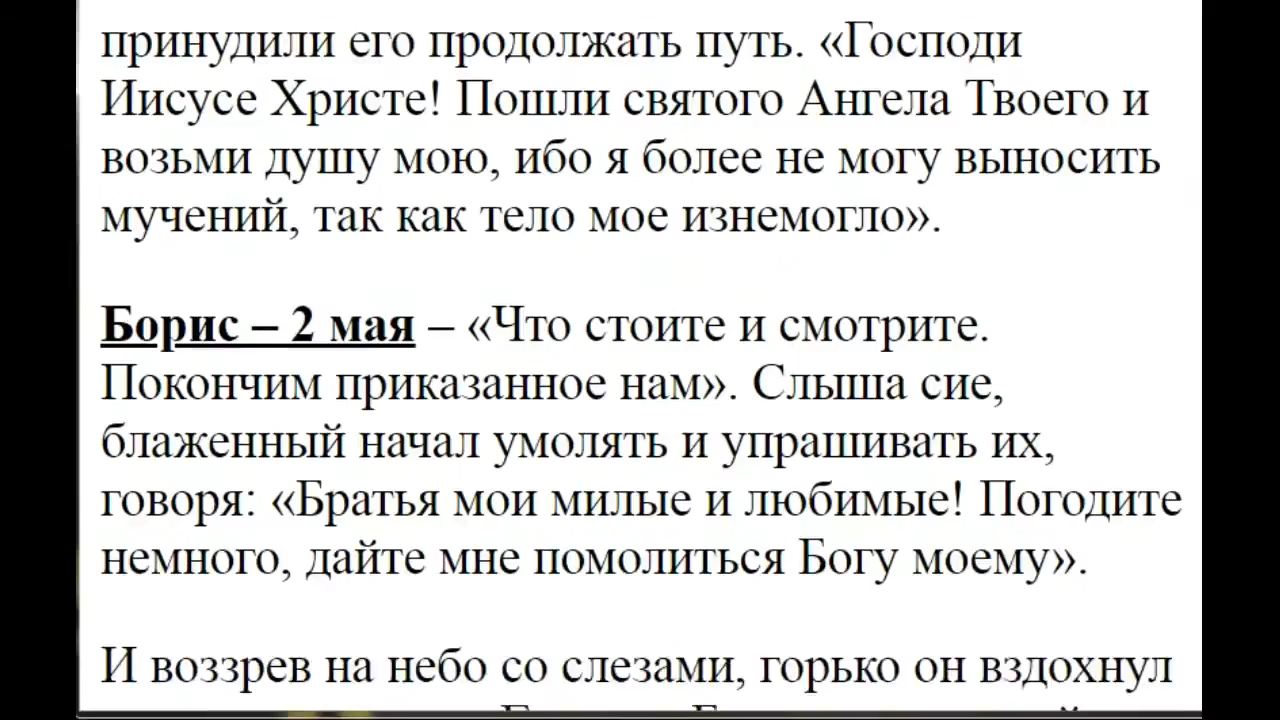 принудили его продолжать путь. «Господи
Иисусе Христе! Пошли святого Ангела Твоего и
возьми душу мою, ибо я более не могу выносить
мучений, так как тело мое изнемогло».
Борис – 2 мая – «Что стоите и смотрите.
Покончим приказанное нам». Слыша сие,
блаженный начал умолять и упрашивать их,
говоря: «Братья мои милые и любимые! Погодите
немного, дайте мне помолиться Богу моему».
И воззрев на небо со слезами, горько он вздохнул